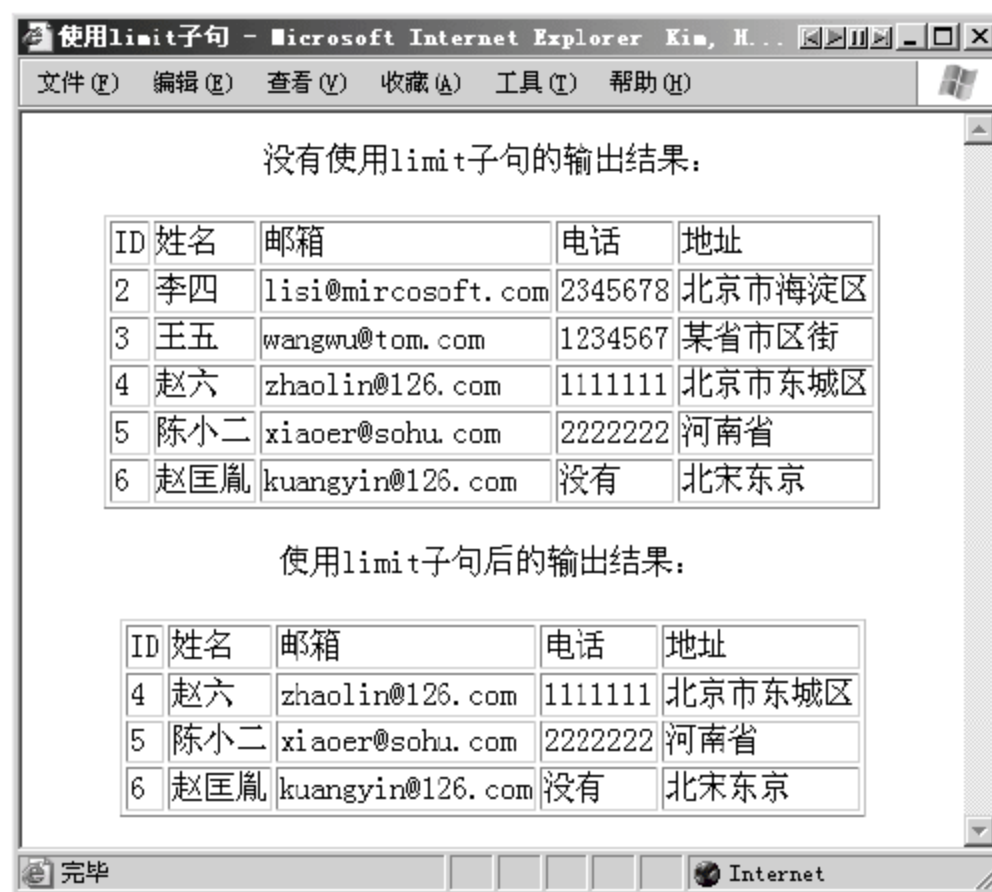 使用limit子句 - Microsoft Internet Explorer Kim, H...
文件(F) 编辑(E) 查看(V) 收藏(A) 工具(T) 帮助(H)
没有使用limit子句的输出结果：
ID 姓名 邮箱 电话 地址
2 李四 lisi@mircosoft.com 2345678 北京市海淀区
3 王五 wangwu@tom.com 1234567 某省市区街
4 赵六 zhaolin@126.com 1111111 北京市东城区
5 陈小二 xiaoer@sohu.com 2222222 河南省
6 赵匡胤 kuangyin@126.com 没有 北宋东京
使用limit子句后的输出结果：
ID 姓名 邮箱 电话 地址
4 赵六 zhaolin@126.com 1111111 北京市东城区
5 陈小二 xiaoer@sohu.com 2222222 河南省
6 赵匡胤 kuangyin@126.com 没有 北宋东京
完毕 Internet